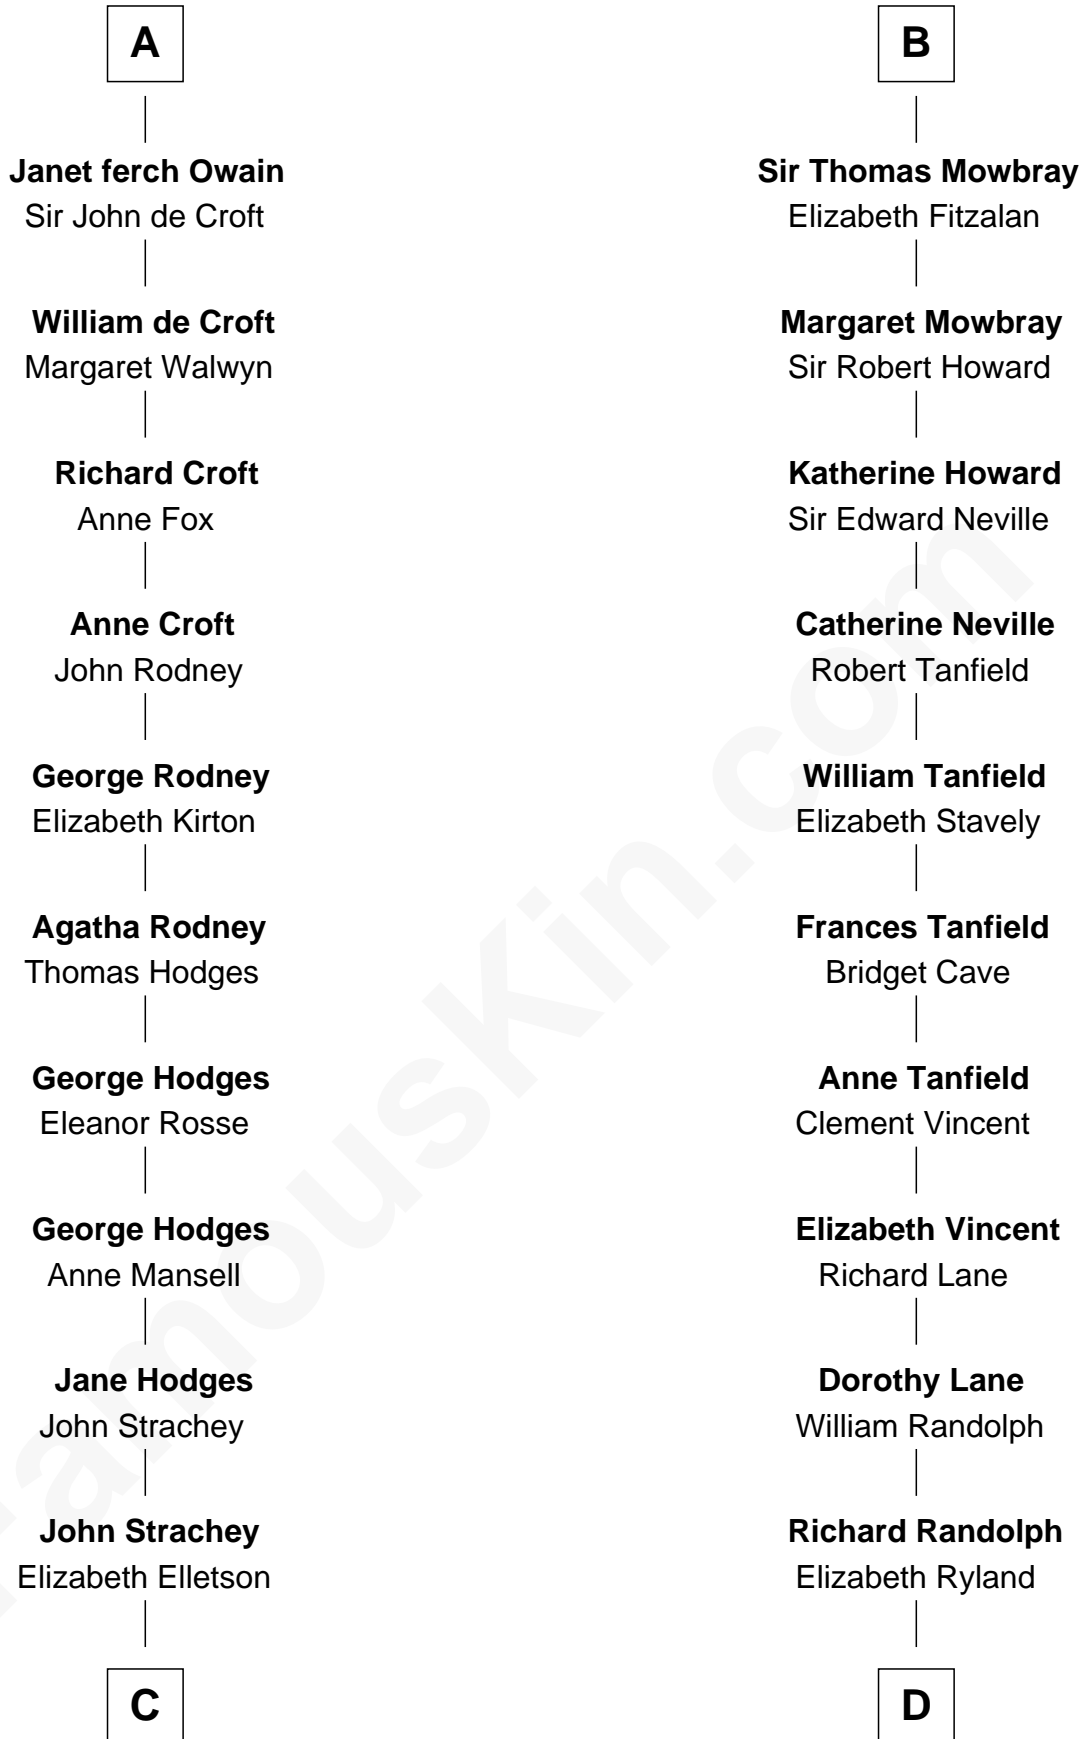 A
Janet ferch Owain
Sir John de Croft
William de Croft
Margaret Walwyn
Richard Croft
Anne Fox
Anne Croft
John Rodney
George Rodney
Elizabeth Kirton
Agatha Rodney
Thomas Hodges
George Hodges
Eleanor Rosse
George Hodges
Anne Mansell
Jane Hodges
John Strachey
John Strachey
Elizabeth Elletson
C
B
Sir Thomas Mowbray
Elizabeth Fitzalan
Margaret Mowbray
Sir Robert Howard
Katherine Howard
Sir Edward Neville
Catherine Neville
Robert Tanfield
William Tanfield
Elizabeth Stavely
Frances Tanfield
Bridget Cave
Anne Tanfield
Clement Vincent
Elizabeth Vincent
Richard Lane
Dorothy Lane
William Randolph
Richard Randolph
Elizabeth Ryland
D
FamousKin.com